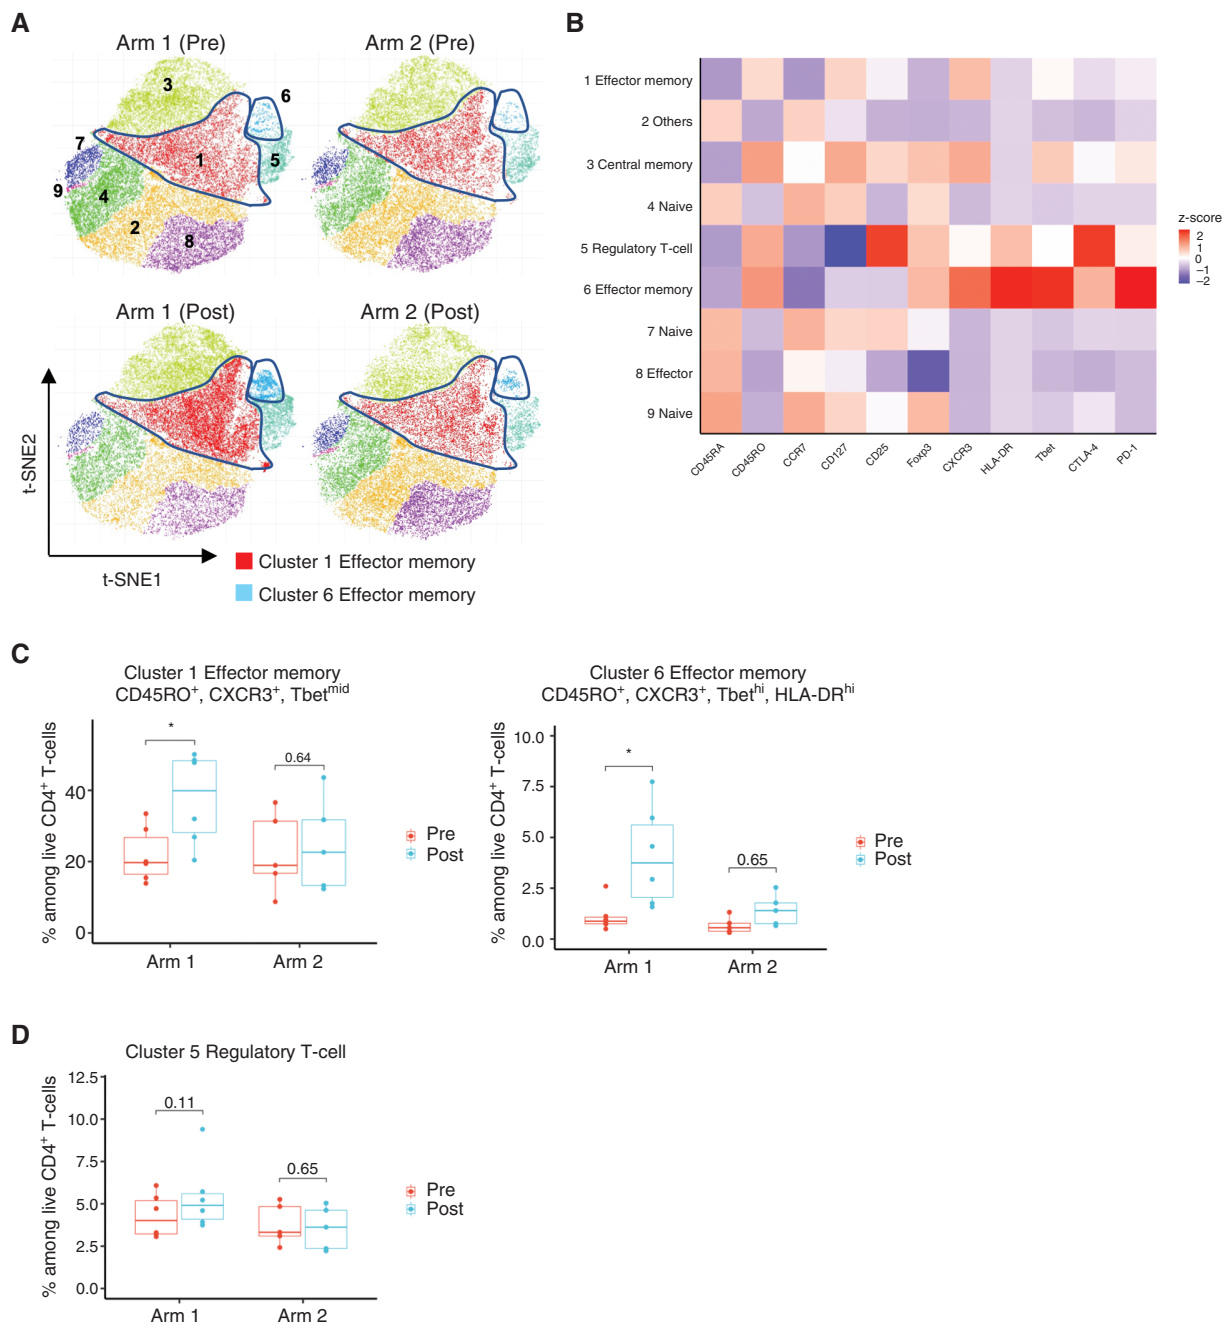 A
Arm 1 (Pre)
Arm 2 (Pre)
3
6
7
1
5
9
4
2
8
Arm 1 (Post)
Arm 2 (Post)
t-SNE2
t-SNE1
Cluster 1 Effector memory
Cluster 6 Effector memory
B
1 Effector memory
2 Others
3 Central memory
4 Naive
5 Regulatory T-cell
6 Effector memory
7 Naive
8 Effector
9 Naive
CD45RA
CD45RO
CCR7
CD127
CD25
Foxp3
CXCR3
HLA-DR
Tbet
CTLA-4
PD-1
z-score
2
1
0
−1
−2
C
Cluster 1 Effector memory
CD45RO⁺, CXCR3⁺, Tbetᵐⁱᵈ
% among live CD4⁺ T-cells
40
20
0
*
0.64
Arm 1
Arm 2
Pre
Post
Cluster 6 Effector memory
CD45RO⁺, CXCR3⁺, Tbetʰⁱ, HLA-DRʰⁱ
% among live CD4⁺ T-cells
10.0
7.5
5.0
2.5
0.0
*
0.65
Arm 1
Arm 2
Pre
Post
D
Cluster 5 Regulatory T-cell
% among live CD4⁺ T-cells
12.5
10.0
7.5
5.0
2.5
0.0
0.11
0.65
Arm 1
Arm 2
Pre
Post